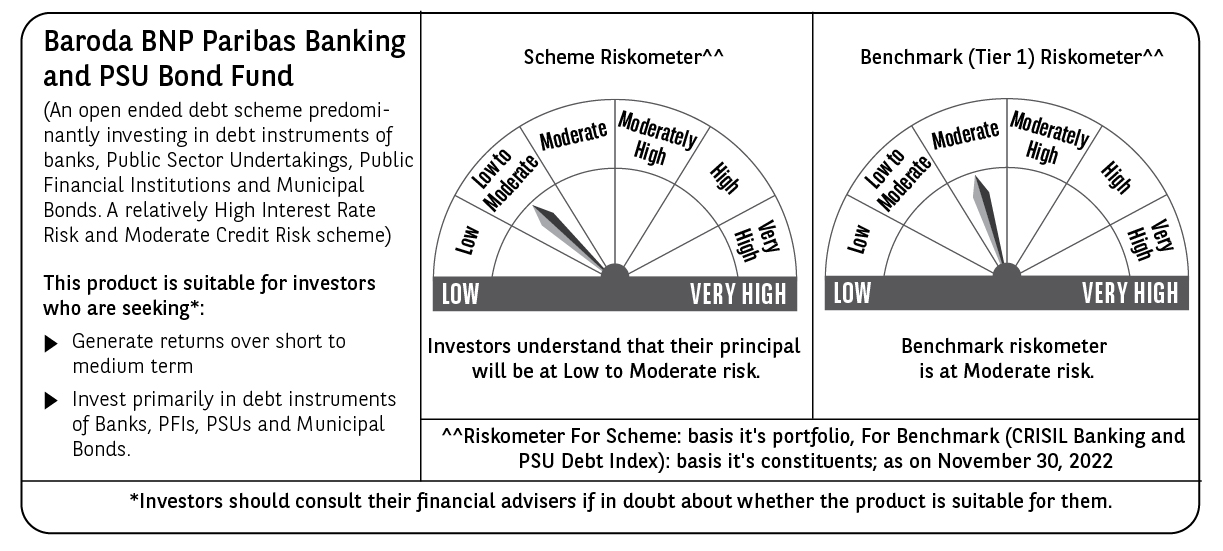 Baroda BNP Paribas Banking
and PSU Bond Fund
(An open ended debt scheme predomi-
nantly investing in debt instruments of
banks, Public Sector Undertakings, Public
Financial Institutions and Municipal
Bonds. A relatively High Interest Rate
Risk and Moderate Credit Risk scheme)
This product is suitable for investors
who are seeking*:
Generate returns over short to
medium term
Invest primarily in debt instruments
of Banks, PFIs, PSUs and Municipal
Bonds.
Scheme Riskometer^^
Low
Low to
Moderate
Moderate
Moderately
High
High
Very
High
LOW
VERY HIGH
Investors understand that their principal
will be at Low to Moderate risk.
Benchmark (Tier 1) Riskometer^^
Low
Low to
Moderate
Moderate
Moderately
High
High
Very
High
LOW
VERY HIGH
Benchmark riskometer
is at Moderate risk.
^^Riskometer For Scheme: basis it's portfolio, For Benchmark (CRISIL Banking and
PSU Debt Index): basis it's constituents; as on November 30, 2022
*Investors should consult their financial advisers if in doubt about whether the product is suitable for them.